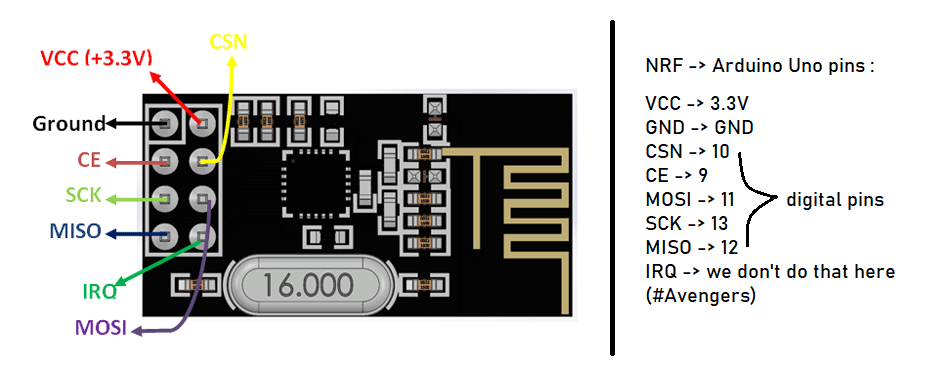 CSN
VCC (+3.3V)
Ground
CE
SCK
MISO
IRQ
MOSI
16.000
NRF -> Arduino Uno pins :
VCC -> 3.3V
GND -> GND
CSN -> 10
CE -> 9
MOSI -> 11
digital pins
SCK -> 13
MISO -> 12
IRQ -> we don't do that here
(#Avengers)